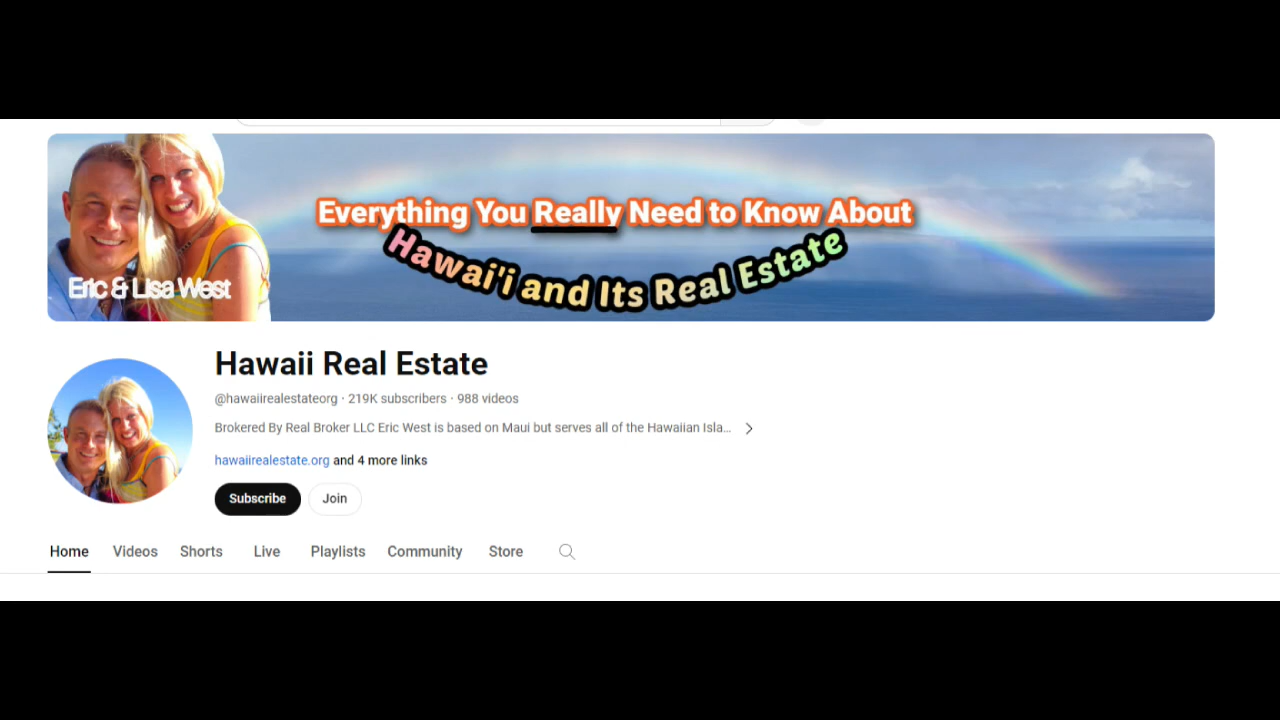 Everything You Really Need to Know About
Hawai'i and Its Real Estate
Eric & Lisa West
Hawaii Real Estate
@hawaiirealestateorg · 219K subscribers · 988 videos
Brokered By Real Broker LLC Eric West is based on Maui but serves all of the Hawaiian Isla...
hawaiirealestate.org and 4 more links
Subscribe Join
Home Videos Shorts Live Playlists Community Store